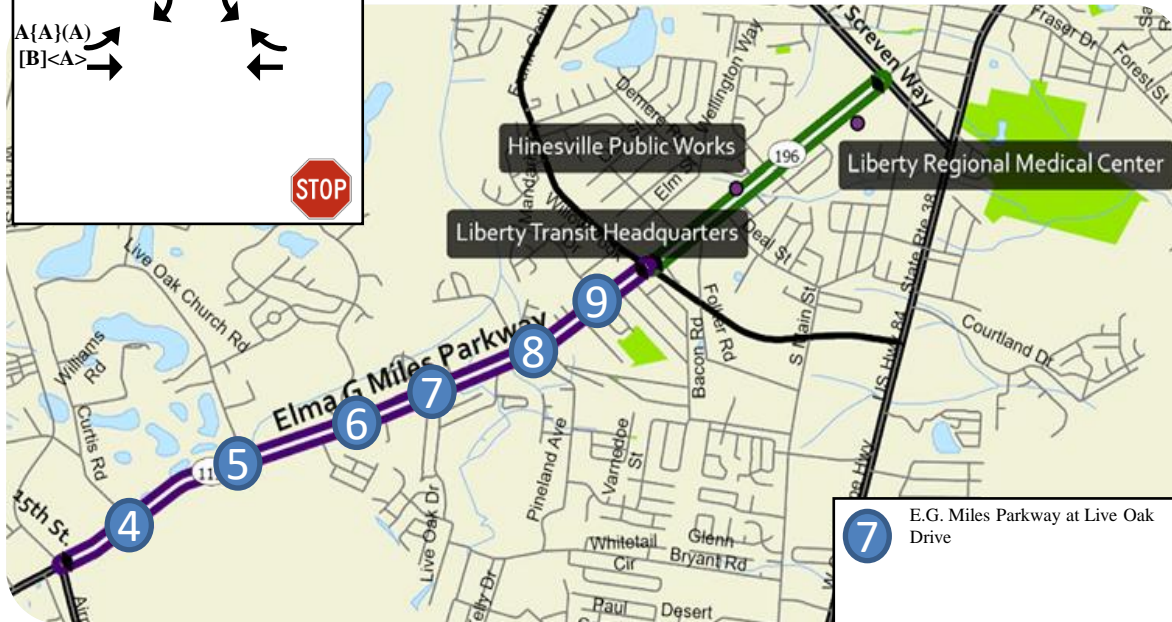 A{A}(A)
[B]<A>
STOP
Screven Way
Fraser Dr
Forest St
Wellington Way
Demere
Hinesville Public Works
196
Liberty Regional Medical Center
Elm St
Liberty Transit Headquarters
Deal St
State Rte 38
Live Oak Church Rd
9
Elma G Miles Parkway
8
Folker Rd
S Main St
US Hwy 84
Courtland Dr
Williams
Rd
Bacon Rd
7
6
Curtis Rd
5
Pineland Ave
Varnedoe
St
15th St.
4
Live Oak Dr
Whitetail
Cir
Glenn
Bryant Rd
Paul
Desert
7
E.G. Miles Parkway at Live Oak
Drive